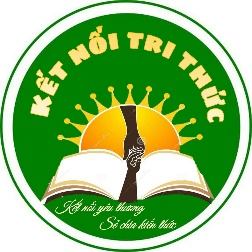 KẾT NỐI TRI THỨC
Kết nối yêu thương
Sẻ chia kiến thức